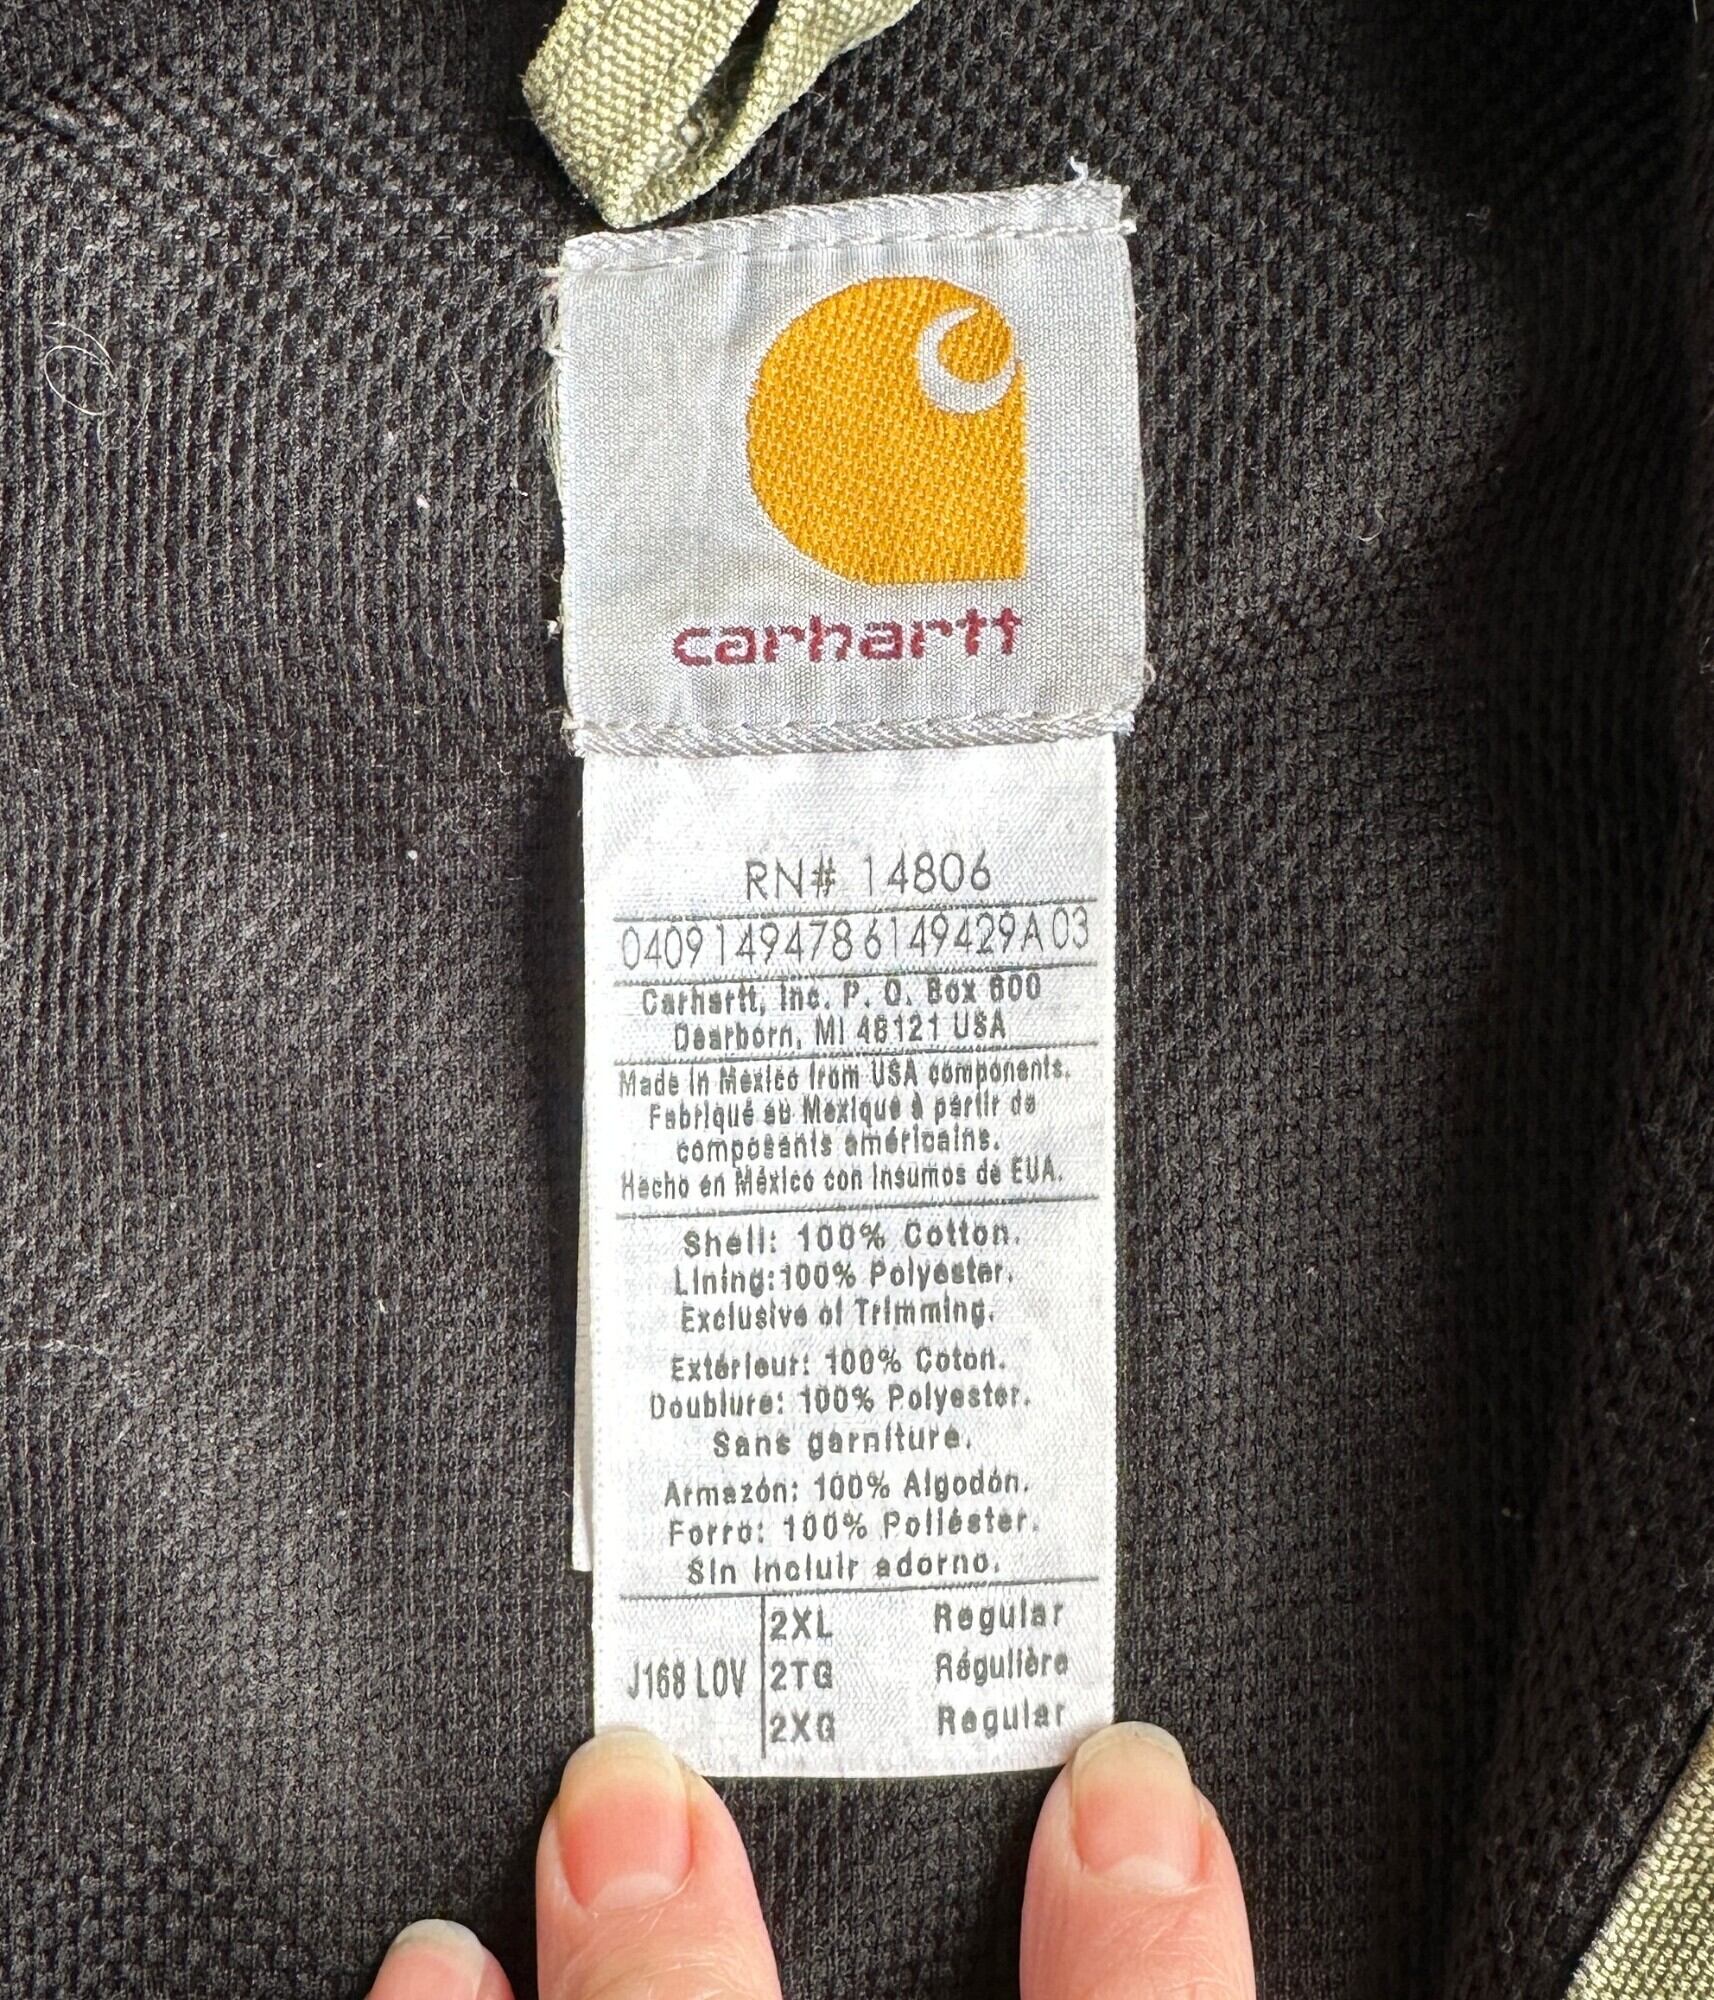 carhartt
RN# 14806
0409149478 6149429A 03
Carhartt, Inc. P. O. Box 600
Dearborn, MI 48121 USA
Made in Mexico from USA components.
Fabriqué au Mexique à partir de
composants américains.
Hecho en México con insumos de EUA.
Shell: 100% Cotton.
Lining: 100% Polyester.
Exclusive of Trimming.
Extérieur: 100% Coton.
Doublure: 100% Polyester.
Sans garniture.
Armazón: 100% Algodón.
Forro: 100% Poliéster.
Sin incluir adorno.
J168 LOV
2XL Regular
2TG Régulière
2XG Regular